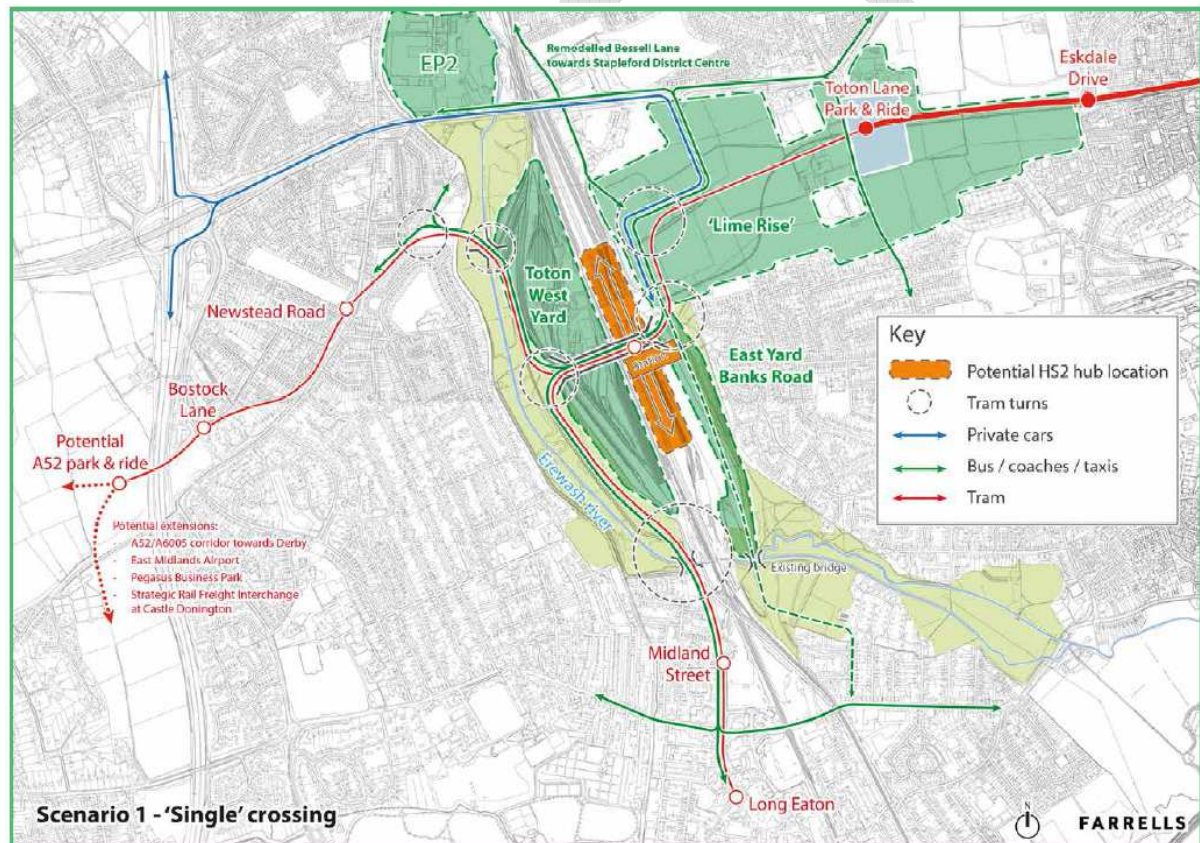 EP2
Remodelled Bessell Lane
towards Stapleford District Centre
Eskdale
Drive
Toton Lane
Park & Ride
'Lime Rise'
Toton
West
Yard
Newstead Road
Station
East Yard
Banks Road
Bostock
Lane
Potential
A52 park & ride
Potential extensions:
- A52/A6005 corridor towards Derby
- East Midlands Airport
- Pegasus Business Park
- Strategic Rail Freight Interchange
at Castle Donington
Erewash river
Existing bridge
Midland
Street
Long Eaton
Key
Potential HS2 hub location
Tram turns
Private cars
Bus / coaches / taxis
Tram
Scenario 1 - 'Single' crossing
N
FARRELLS